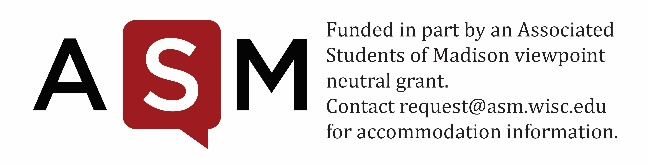 ASM
Funded in part by an Associated
Students of Madison viewpoint
neutral grant.
Contact request@asm.wisc.edu
for accommodation information.